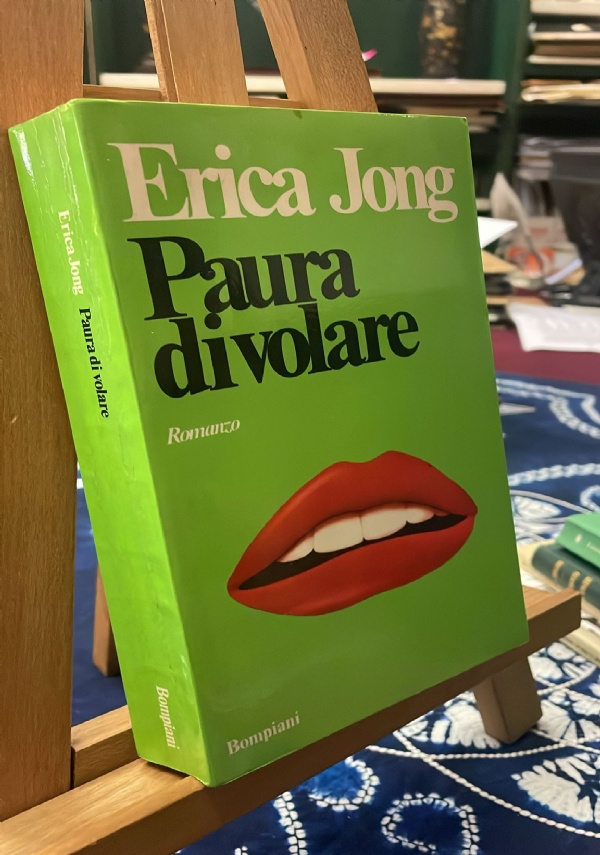 Erica Jong
Paura
di volare
Romanzo
Bompiani
Erica Jong Paura di volare
Bompiani